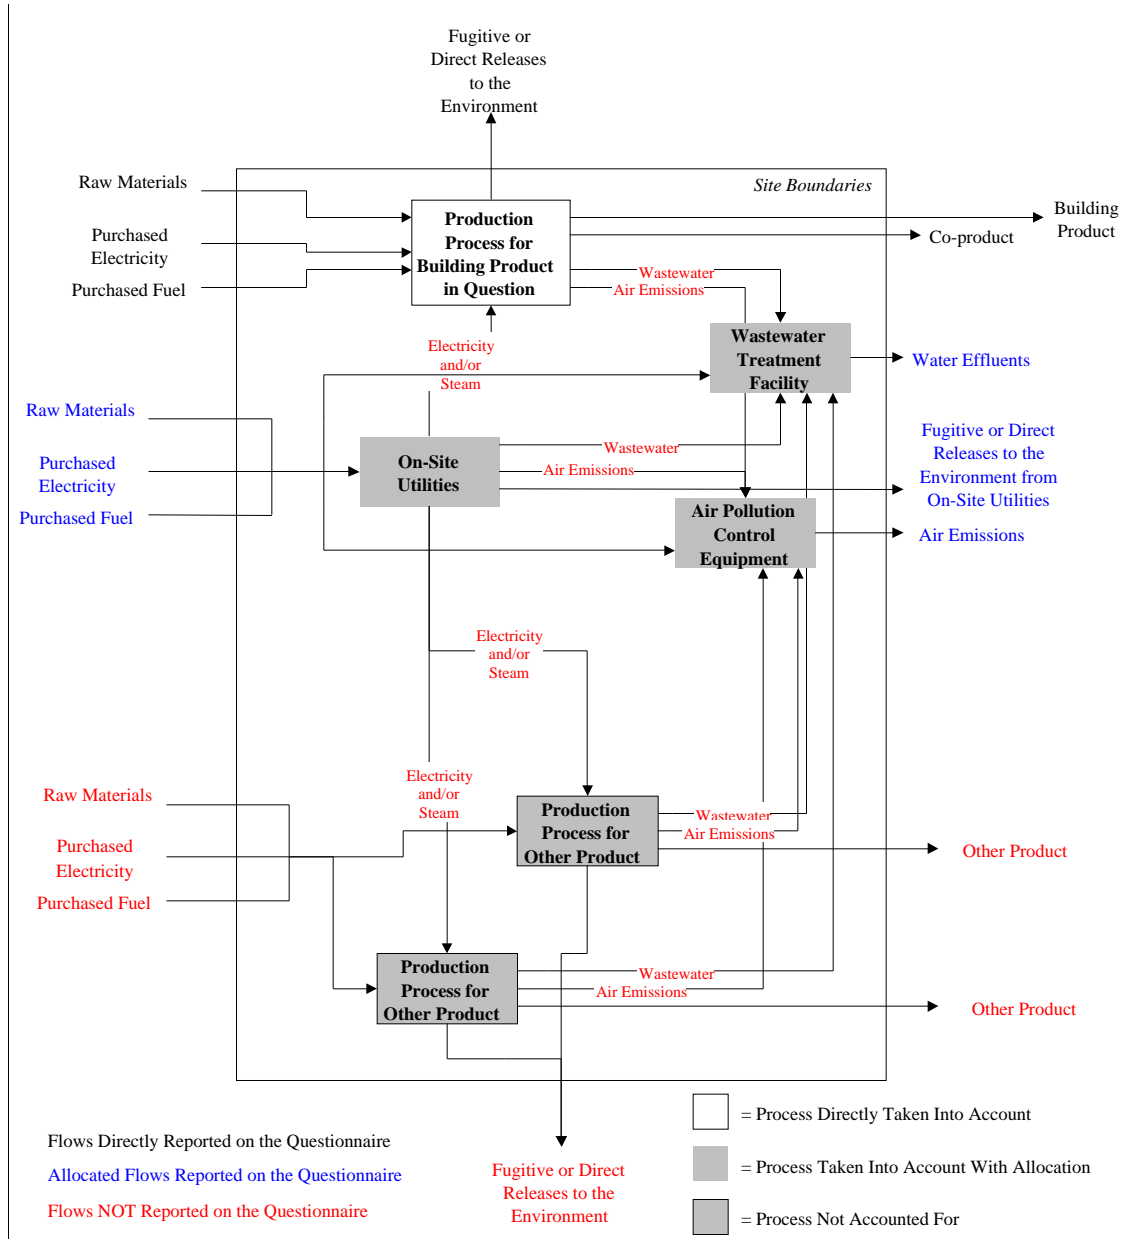 Fugitive or
Direct Releases
to the
Environment
Raw Materials
Site Boundaries
Purchased
Electricity
Purchased Fuel
Production
Process for
Building Product
in Question
Building
Product
Co-product
Wastewater
Air Emissions
Electricity
and/or
Steam
Wastewater
Treatment
Facility
Water Effluents
Raw Materials
Purchased
Electricity
Purchased Fuel
On-Site
Utilities
Wastewater
Air Emissions
Fugitive or Direct
Releases to the
Environment from
On-Site Utilities
Air Pollution
Control
Equipment
Air Emissions
Electricity
and/or
Steam
Electricity
and/or
Steam
Raw Materials
Purchased
Electricity
Purchased Fuel
Production
Process for
Other Product
Wastewater
Air Emissions
Other Product
Production
Process for
Other Product
Wastewater
Air Emissions
Other Product
Fugitive or Direct
Releases to the
Environment
Flows Directly Reported on the Questionnaire
Allocated Flows Reported on the Questionnaire
Flows NOT Reported on the Questionnaire
= Process Directly Taken Into Account
= Process Taken Into Account With Allocation
= Process Not Accounted For